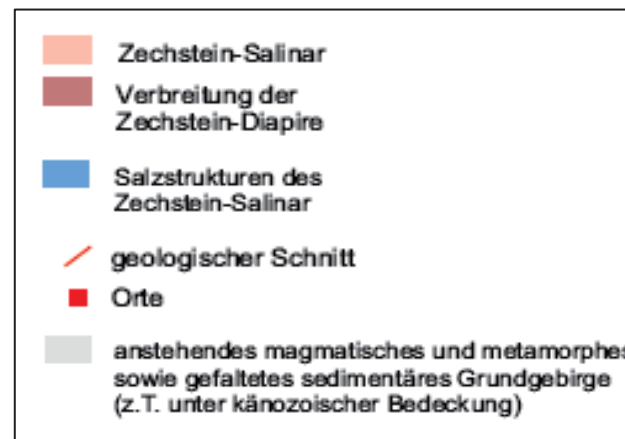 Zechstein-Salinar
Verbreitung der
Zechstein-Diapire
Salzstrukturen des
Zechstein-Salinar
geologischer Schnitt
Orte
anstehendes magmatisches und metamorphes
sowie gefaltetes sedimentäres Grundgebirge
(z.T. unter känozoischer Bedeckung)